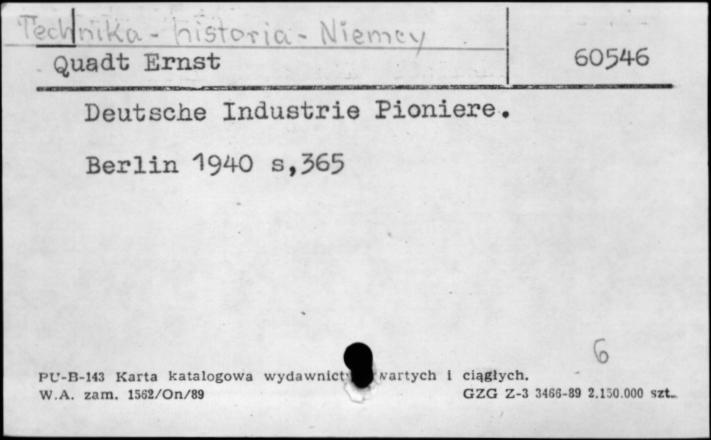 Technika - historia - Niemcy
Quadt Ernst 60546
Deutsche Industrie Pioniere.
Berlin 1940 s,365
6
PU-B-143 Karta katalogowa wydawnict wartych i ciągłych.
W.A. zam. 1562/On/89 GZG Z-3 3466-89 2.150.000 szt.